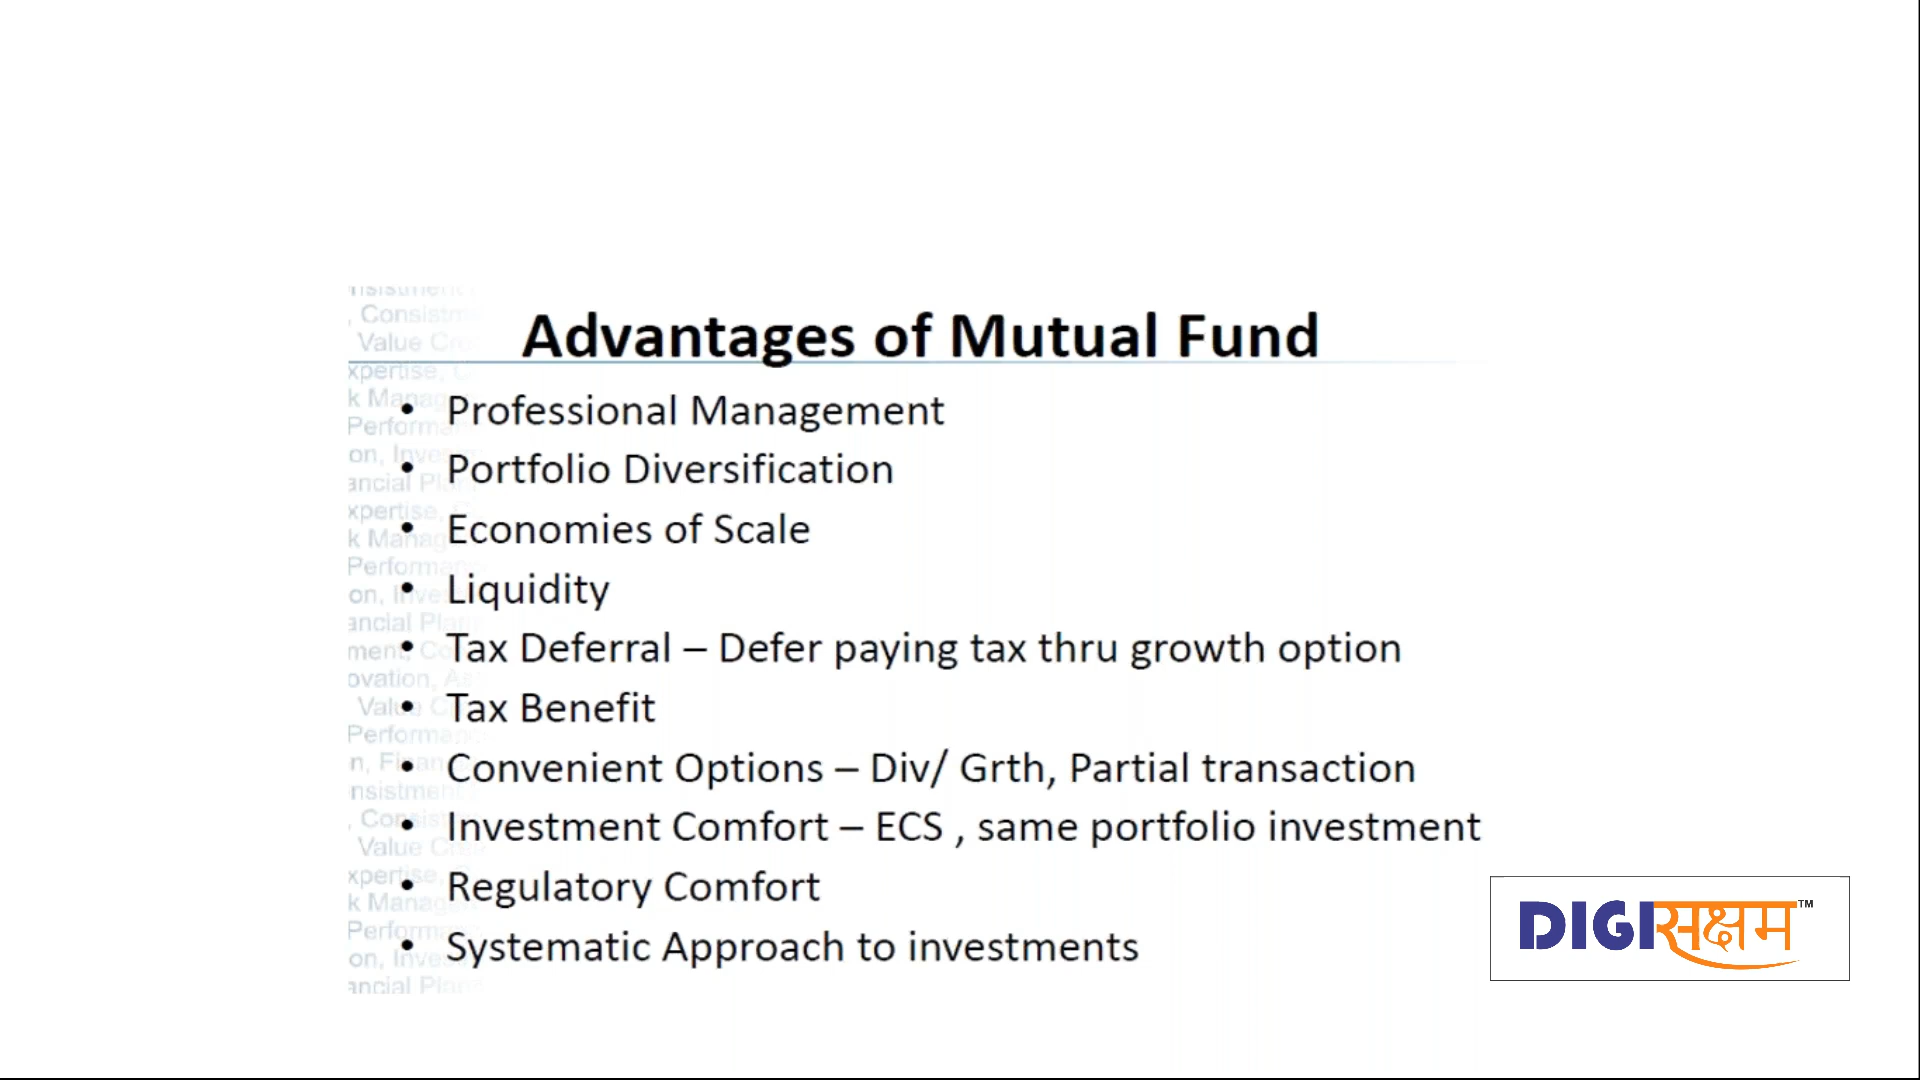 Advantages of Mutual Fund
• Professional Management
• Portfolio Diversification
• Economies of Scale
• Liquidity
• Tax Deferral – Defer paying tax thru growth option
• Tax Benefit
• Convenient Options – Div/ Grth, Partial transaction
• Investment Comfort – ECS , same portfolio investment
• Regulatory Comfort
• Systematic Approach to investments
DIGIसक्षम™